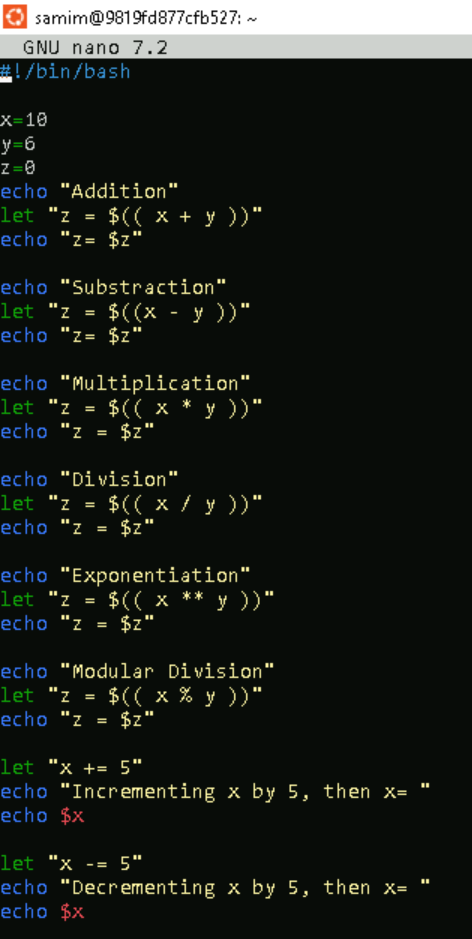 samim@9819fd877cfb527: ~
GNU nano 7.2
#!/bin/bash
x=10
y=6
z=0
echo "Addition"
let "z = $(( x + y ))"
echo "z= $z"
echo "Substraction"
let "z = $((x - y ))"
echo "z= $z"
echo "Multiplication"
let "z = $(( x * y ))"
echo "z = $z"
echo "Division"
let "z = $(( x / y ))"
echo "z = $z"
echo "Exponentiation"
let "z = $(( x ** y ))"
echo "z = $z"
echo "Modular Division"
let "z = $(( x % y ))"
echo "z = $z"
let "x += 5"
echo "Incrementing x by 5, then x= "
echo $x
let "x -= 5"
echo "Decrementing x by 5, then x= "
echo $x